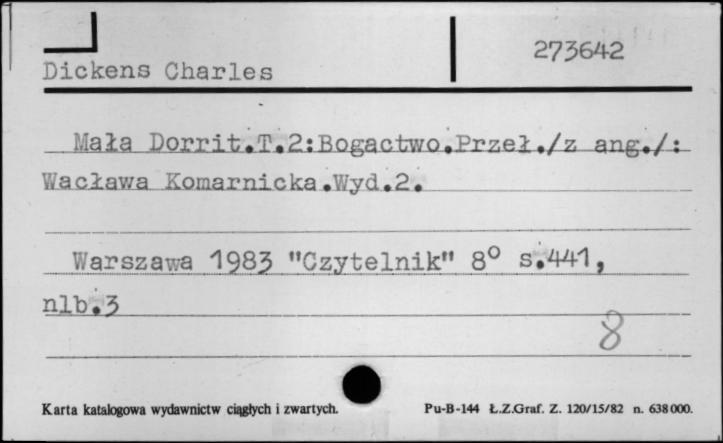 273642
Dickens Charles
Mała Dorrit.T.2:Bogactwo.Przeł./z ang./:
Wacława Komarnicka.Wyd.2.
Warszawa 1983 "Czytelnik" 8° s.441,
nlb.3
8
Karta katalogowa wydawnictw ciągłych i zwartych.
Pu-B-144 Ł.Z.Graf. Z. 120/15/82 n. 638000.